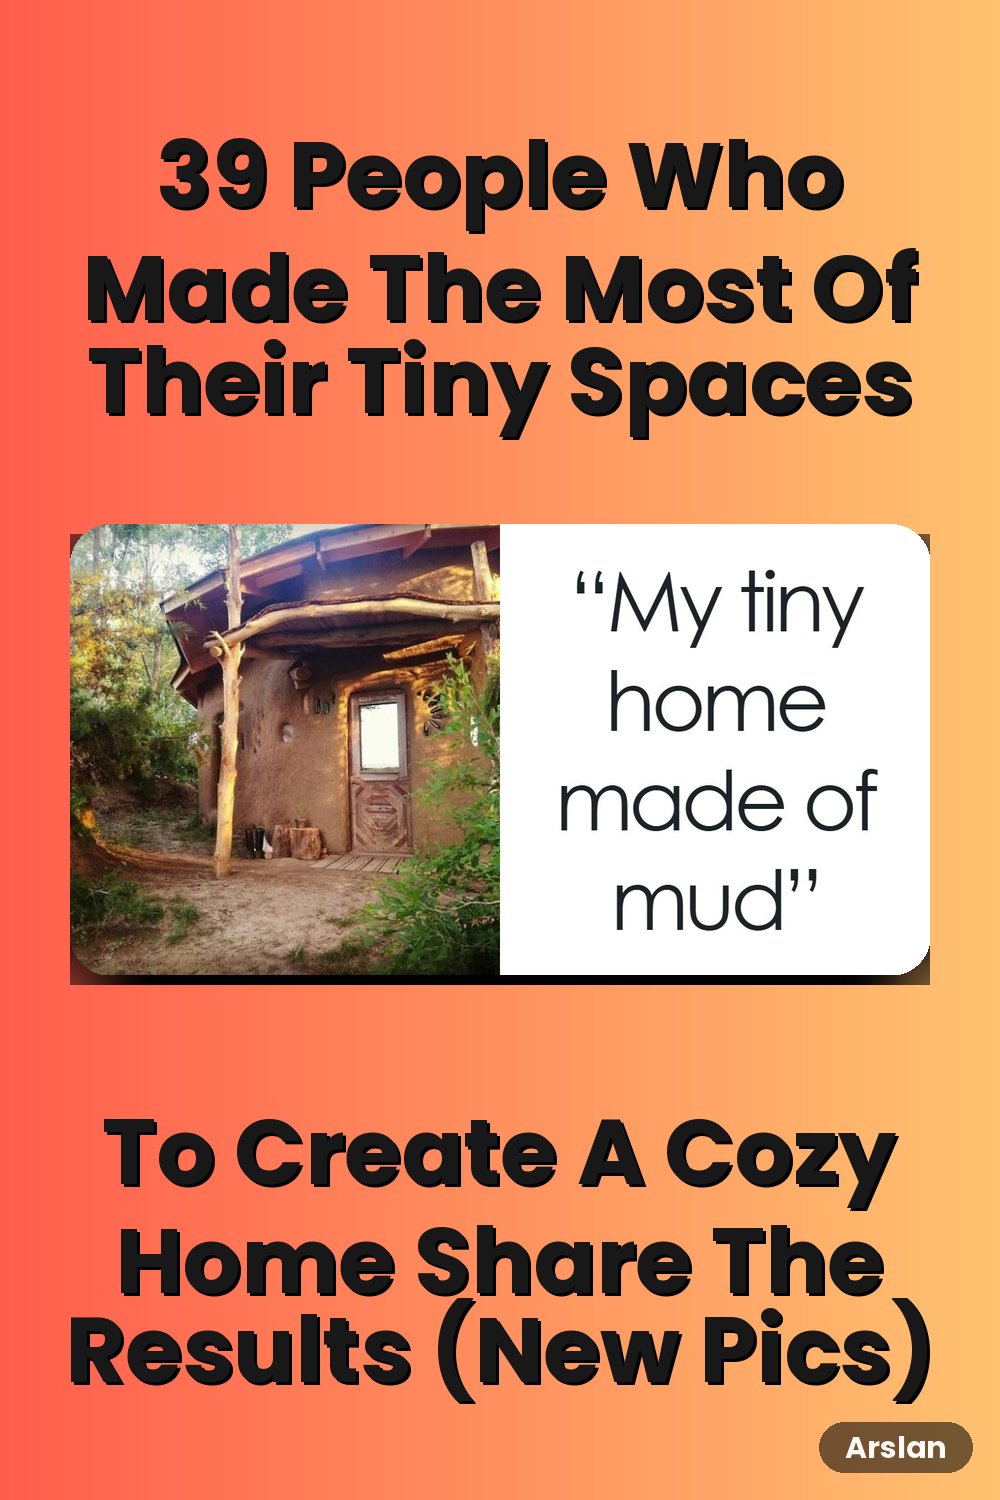 39 People Who
Made The Most Of
Their Tiny Spaces
“My tiny
home
made of
mud”
To Create A Cozy
Home Share The
Results (New Pics)
Arslan